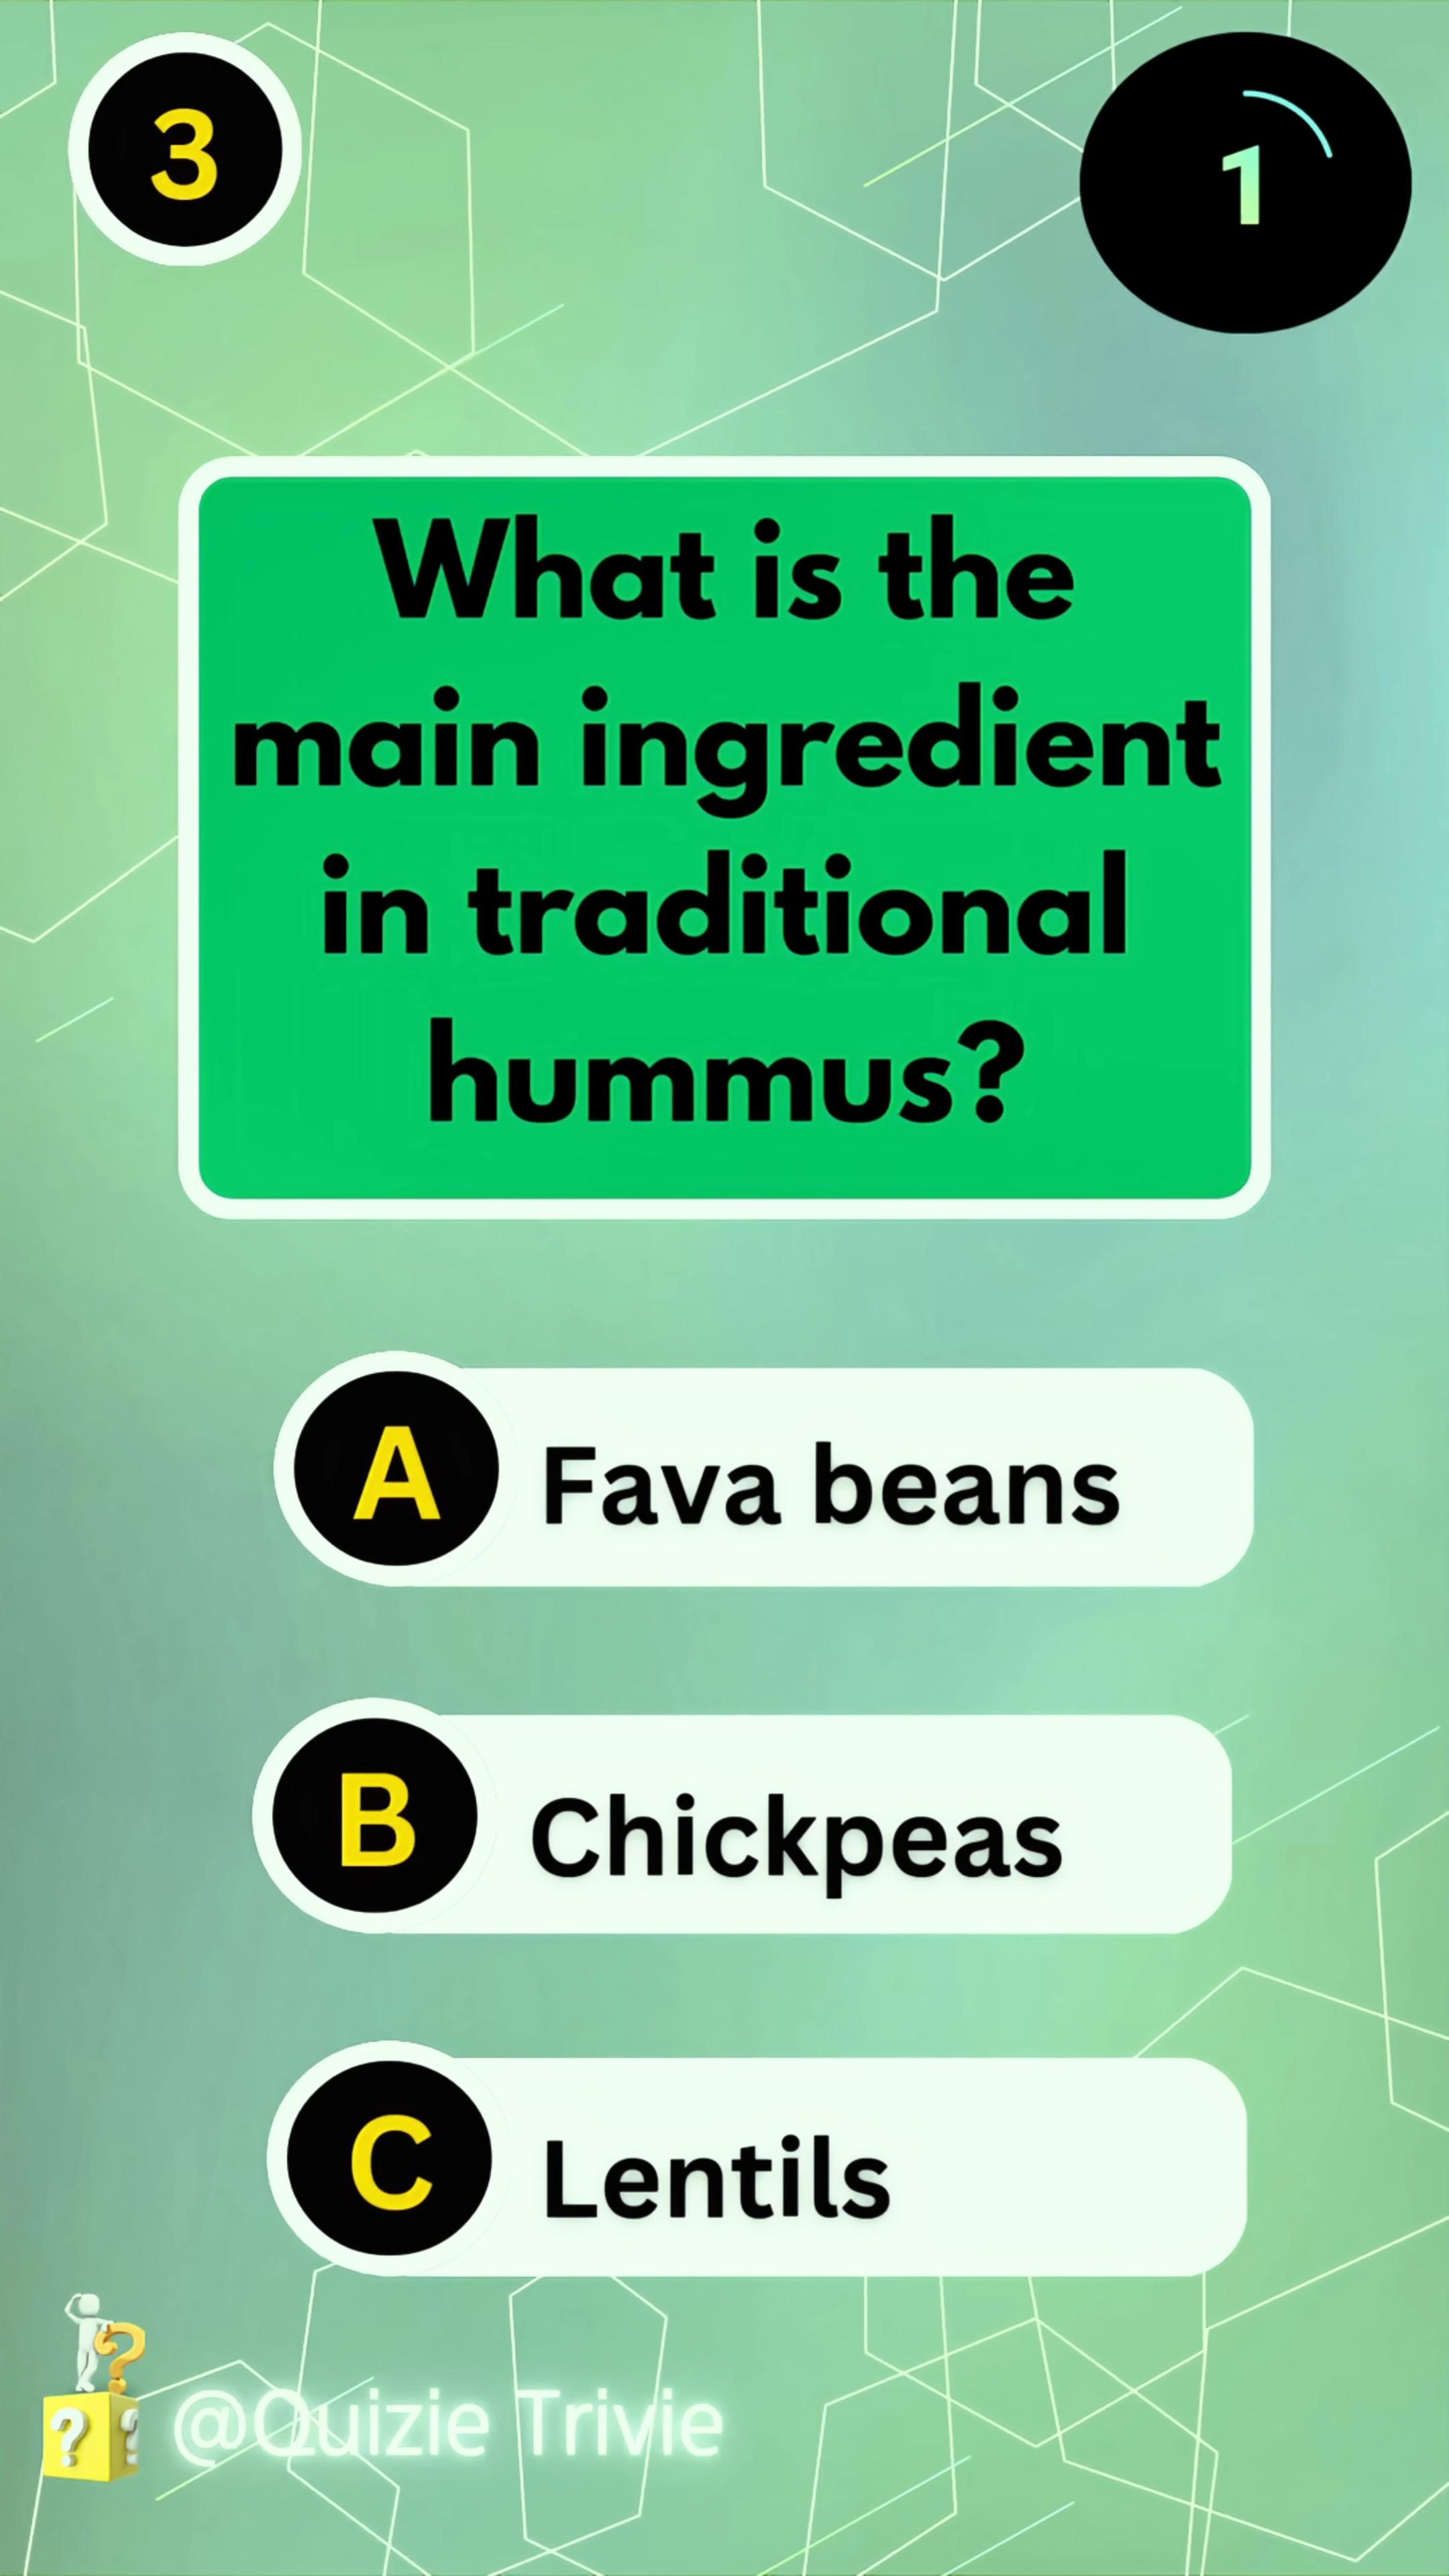 3
1
What is the
main ingredient
in traditional
hummus?
A Fava beans
B Chickpeas
C Lentils
? ? ?
@Quizie Trivie